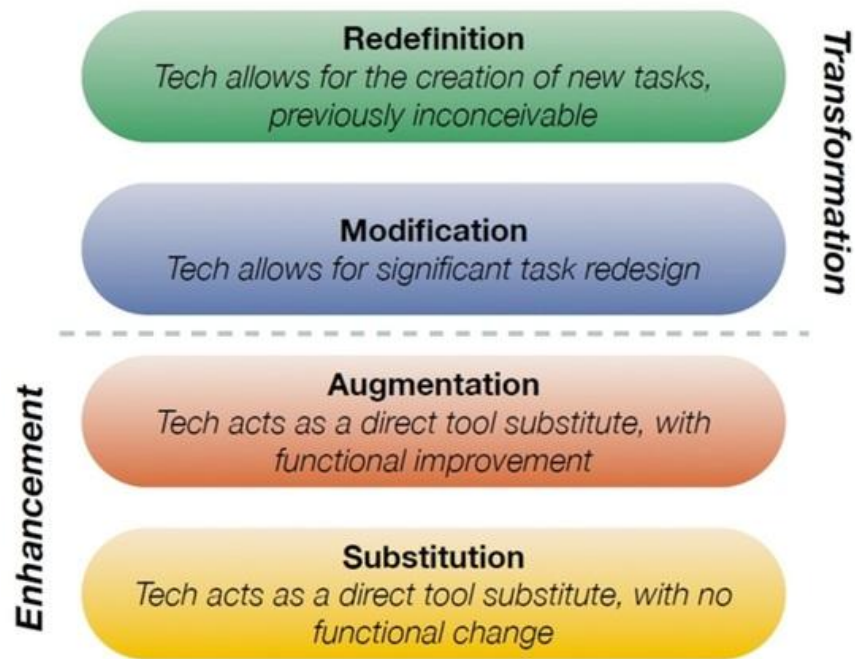 Redefinition
Tech allows for the creation of new tasks,
previously inconceivable
Transformation
Modification
Tech allows for significant task redesign
Augmentation
Tech acts as a direct tool substitute, with
functional improvement
Enhancement
Substitution
Tech acts as a direct tool substitute, with no
functional change